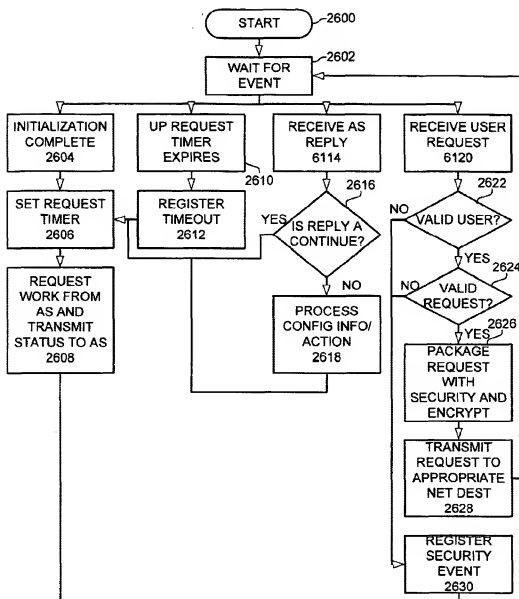 START
2600
WAIT FOR
EVENT
2602
INITIALIZATION
COMPLETE
2604
UP REQUEST
TIMER
EXPIRES
2610
RECEIVE AS
REPLY
6114
RECEIVE USER
REQUEST
6120
SET REQUEST
TIMER
2606
REGISTER
TIMEOUT
2612
YES
IS REPLY A
CONTINUE?
2616
NO
VALID USER?
2622
YES
REQUEST
WORK FROM
AS AND
TRANSMIT
STATUS TO AS
2608
NO
PROCESS
CONFIG INFO/
ACTION
2618
NO
VALID
REQUEST?
2624
YES
2626
PACKAGE
REQUEST
WITH
SECURITY AND
ENCRYPT
TRANSMIT
REQUEST TO
APPROPRIATE
NET DEST
2628
REGISTER
SECURITY
EVENT
2630